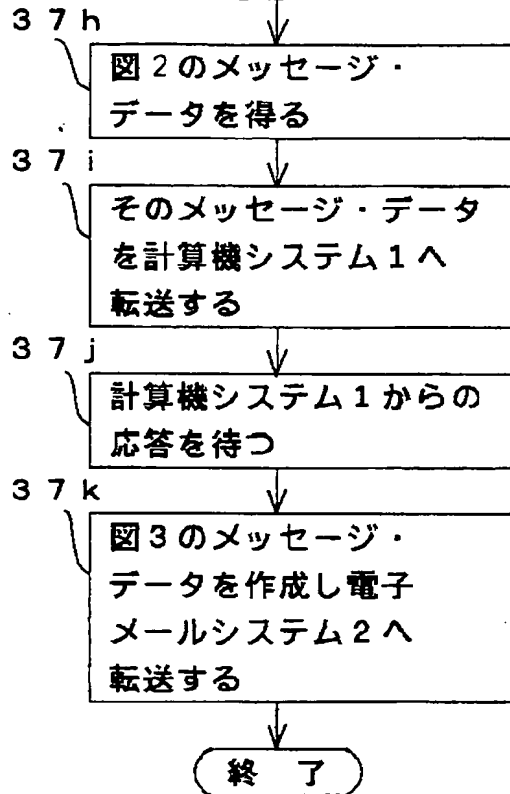 37h
図2のメッセージ・
データを得る
37i
そのメッセージ・データ
を計算機システム1へ
転送する
37j
計算機システム1からの
応答を待つ
37k
図3のメッセージ・
データを作成し電子
メールシステム2へ
転送する
終 了